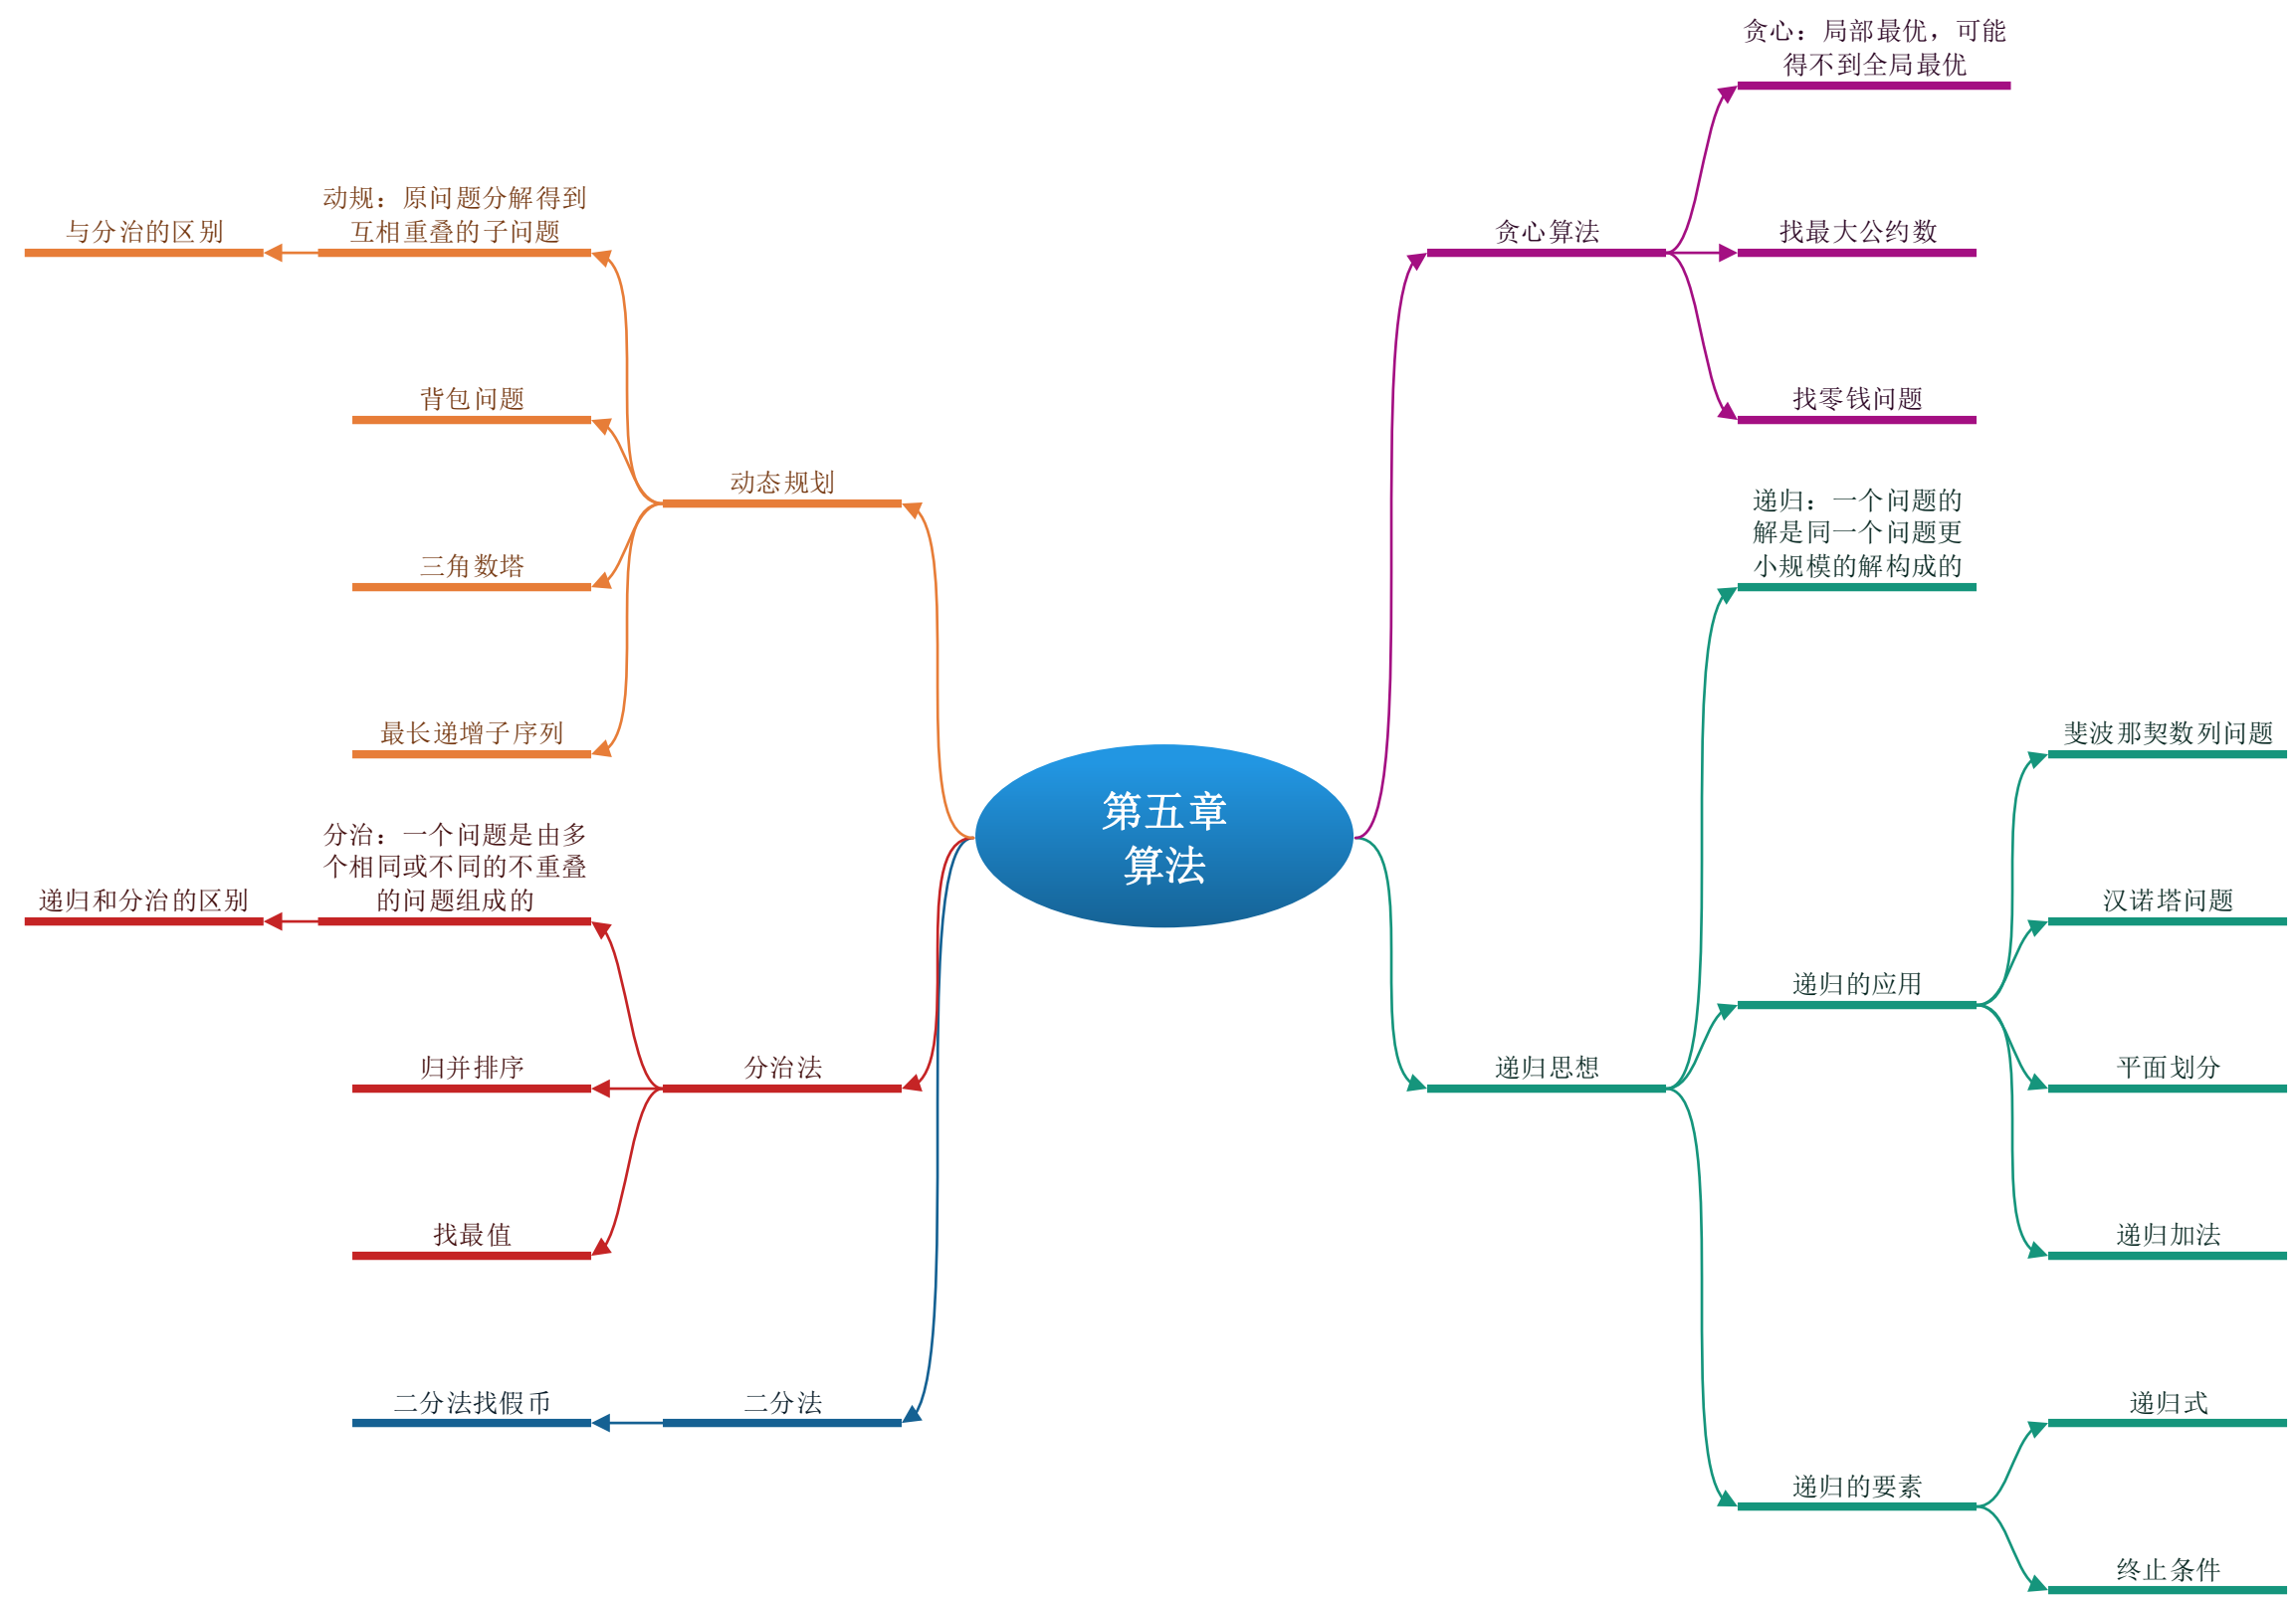 第五章
算法
贪心算法
贪心：局部最优，可能
得不到全局最优
找最大公约数
找零钱问题
递归思想
递归：一个问题的
解是同一个问题更
小规模的解构成的
递归的应用
斐波那契数列问题
汉诺塔问题
平面划分
递归加法
递归的要素
递归式
终止条件
动态规划
动规：原问题分解得到
互相重叠的子问题
与分治的区别
背包问题
三角数塔
最长递增子序列
分治法
分治：一个问题是由多
个相同或不同的不重叠
的问题组成的
递归和分治的区别
归并排序
找最值
二分法
二分法找假币